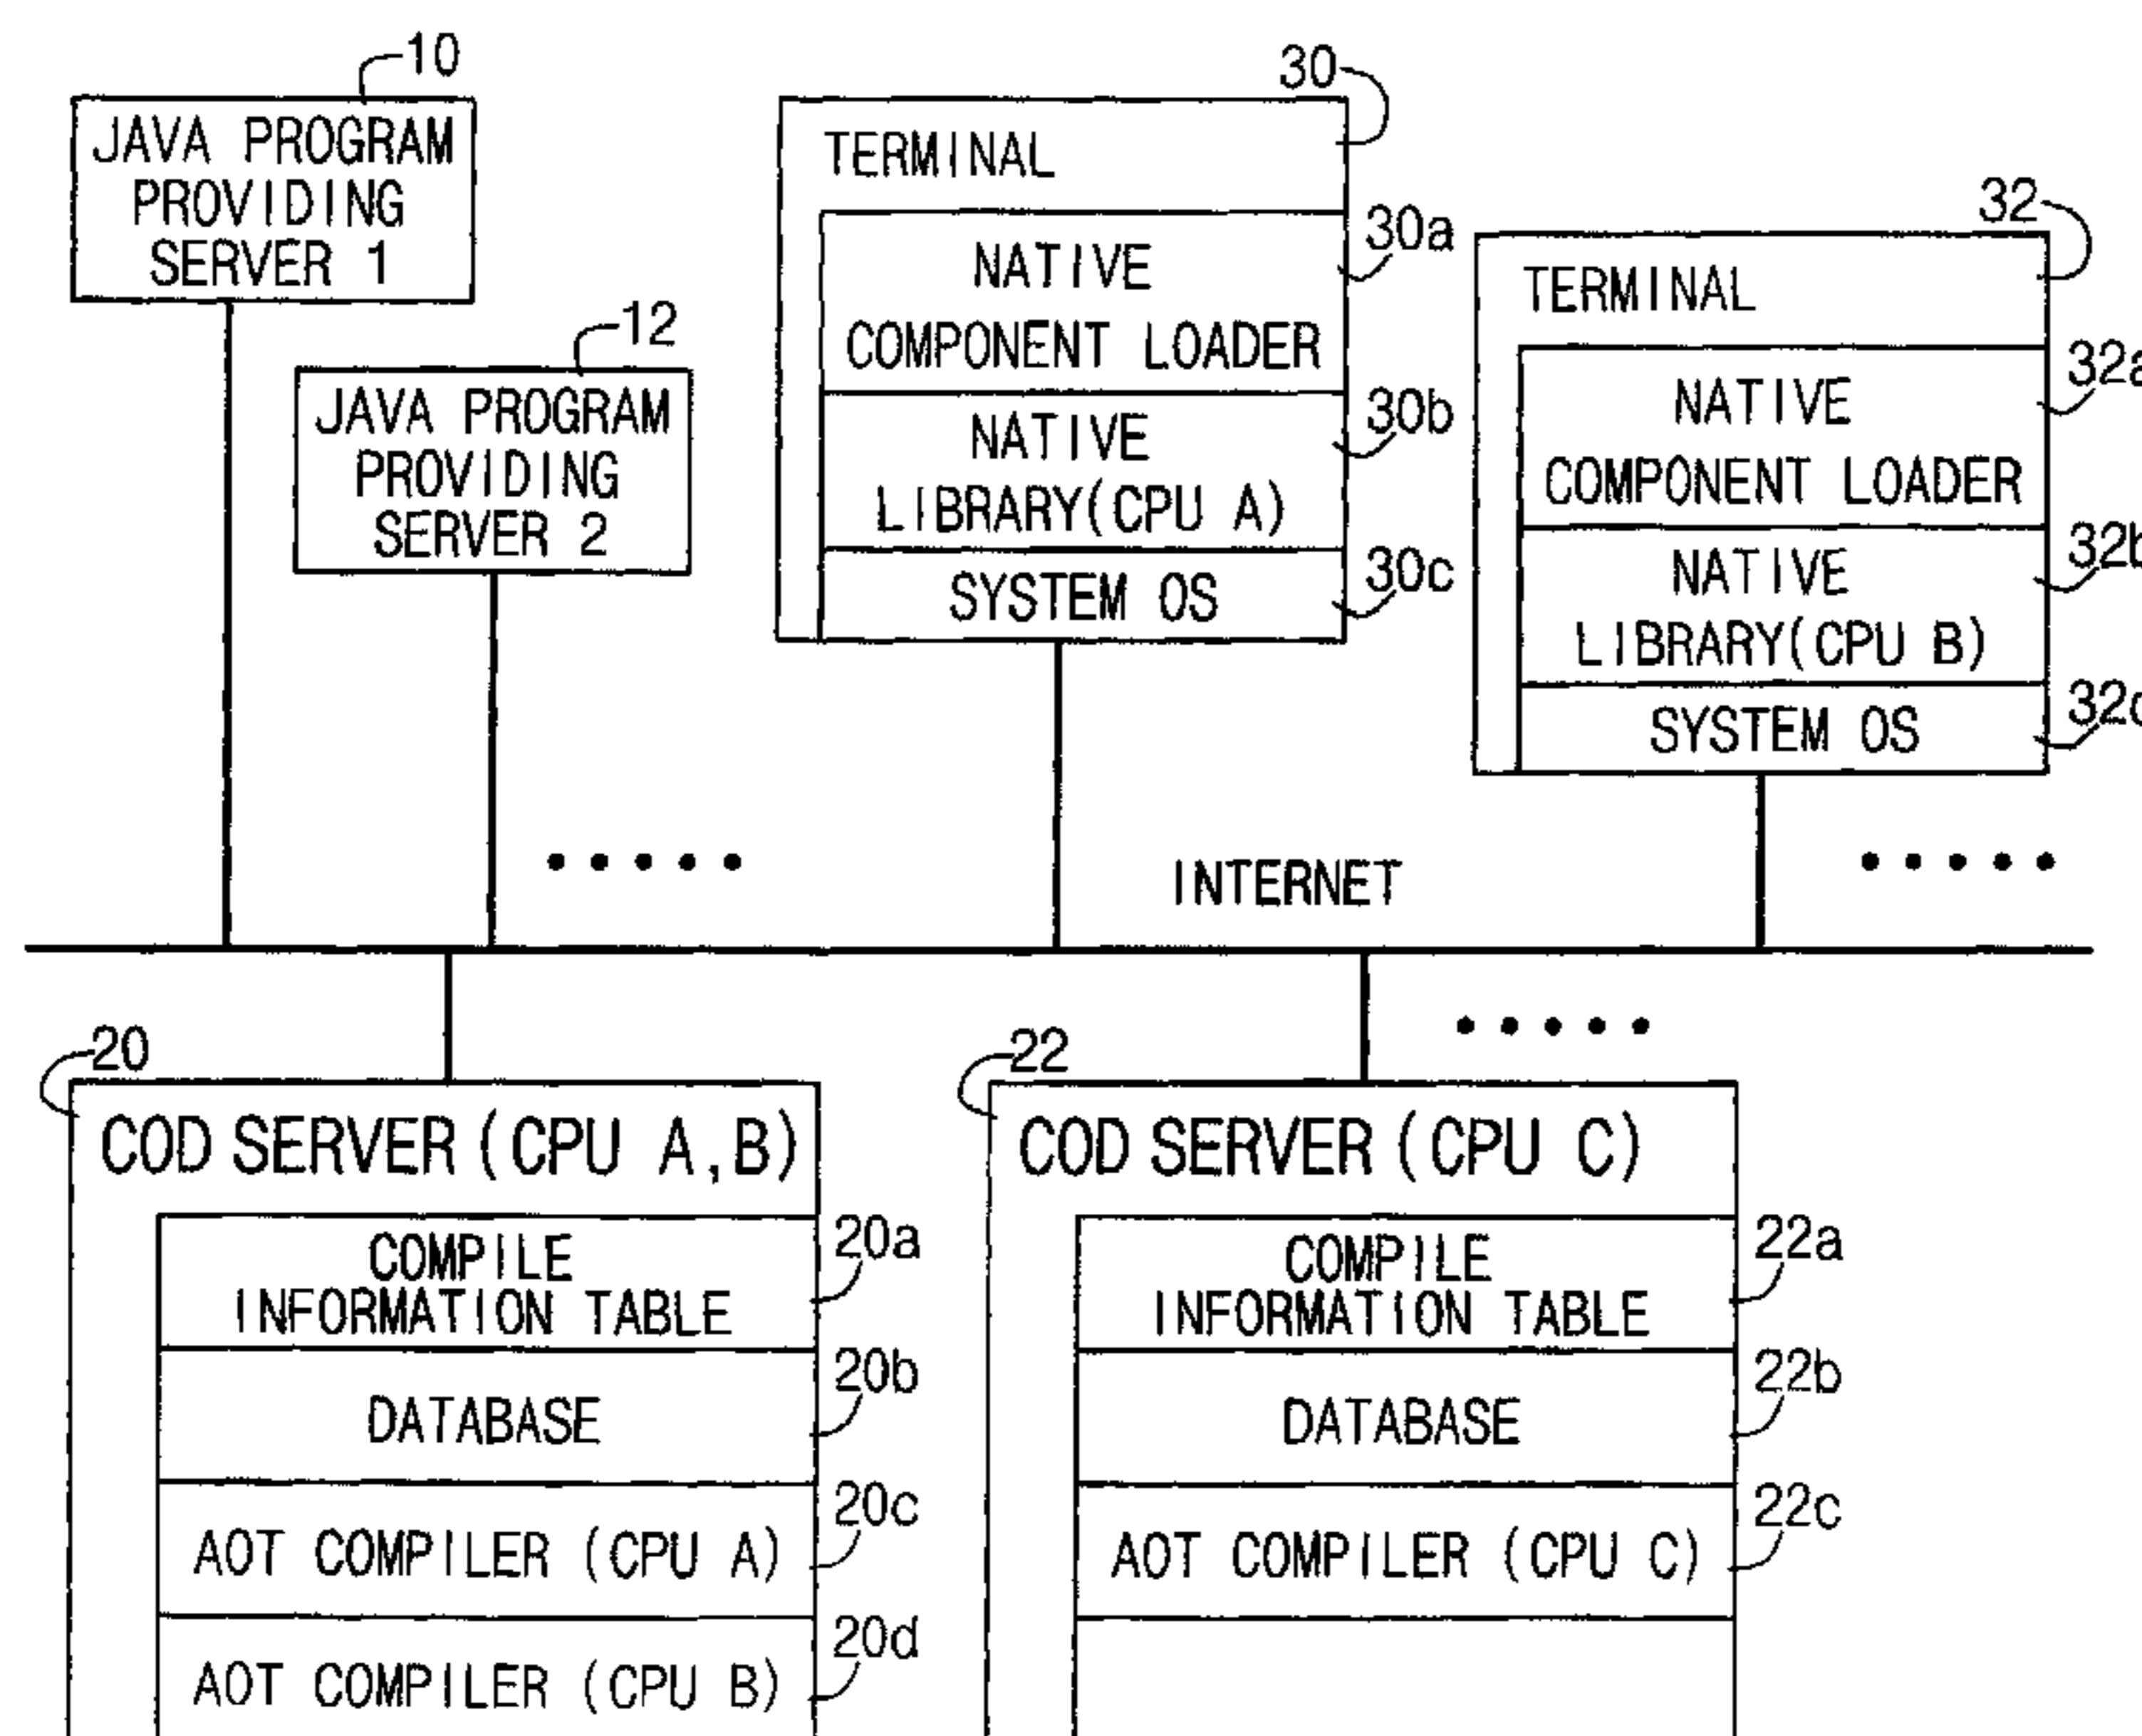 10
JAVA PROGRAM
PROVIDING
SERVER 1
12
JAVA PROGRAM
PROVIDING
SERVER 2
30
TERMINAL
30a
NATIVE
COMPONENT LOADER
30b
NATIVE
LIBRARY(CPU A)
30c
SYSTEM OS
32
TERMINAL
32a
NATIVE
COMPONENT LOADER
32b
NATIVE
LIBRARY(CPU B)
32c
SYSTEM OS
INTERNET
20
COD SERVER (CPU A,B)
20a
COMPILE
INFORMATION TABLE
20b
DATABASE
20c
AOT COMPILER (CPU A)
20d
AOT COMPILER (CPU B)
22
COD SERVER (CPU C)
22a
COMPILE
INFORMATION TABLE
22b
DATABASE
22c
AOT COMPILER (CPU C)